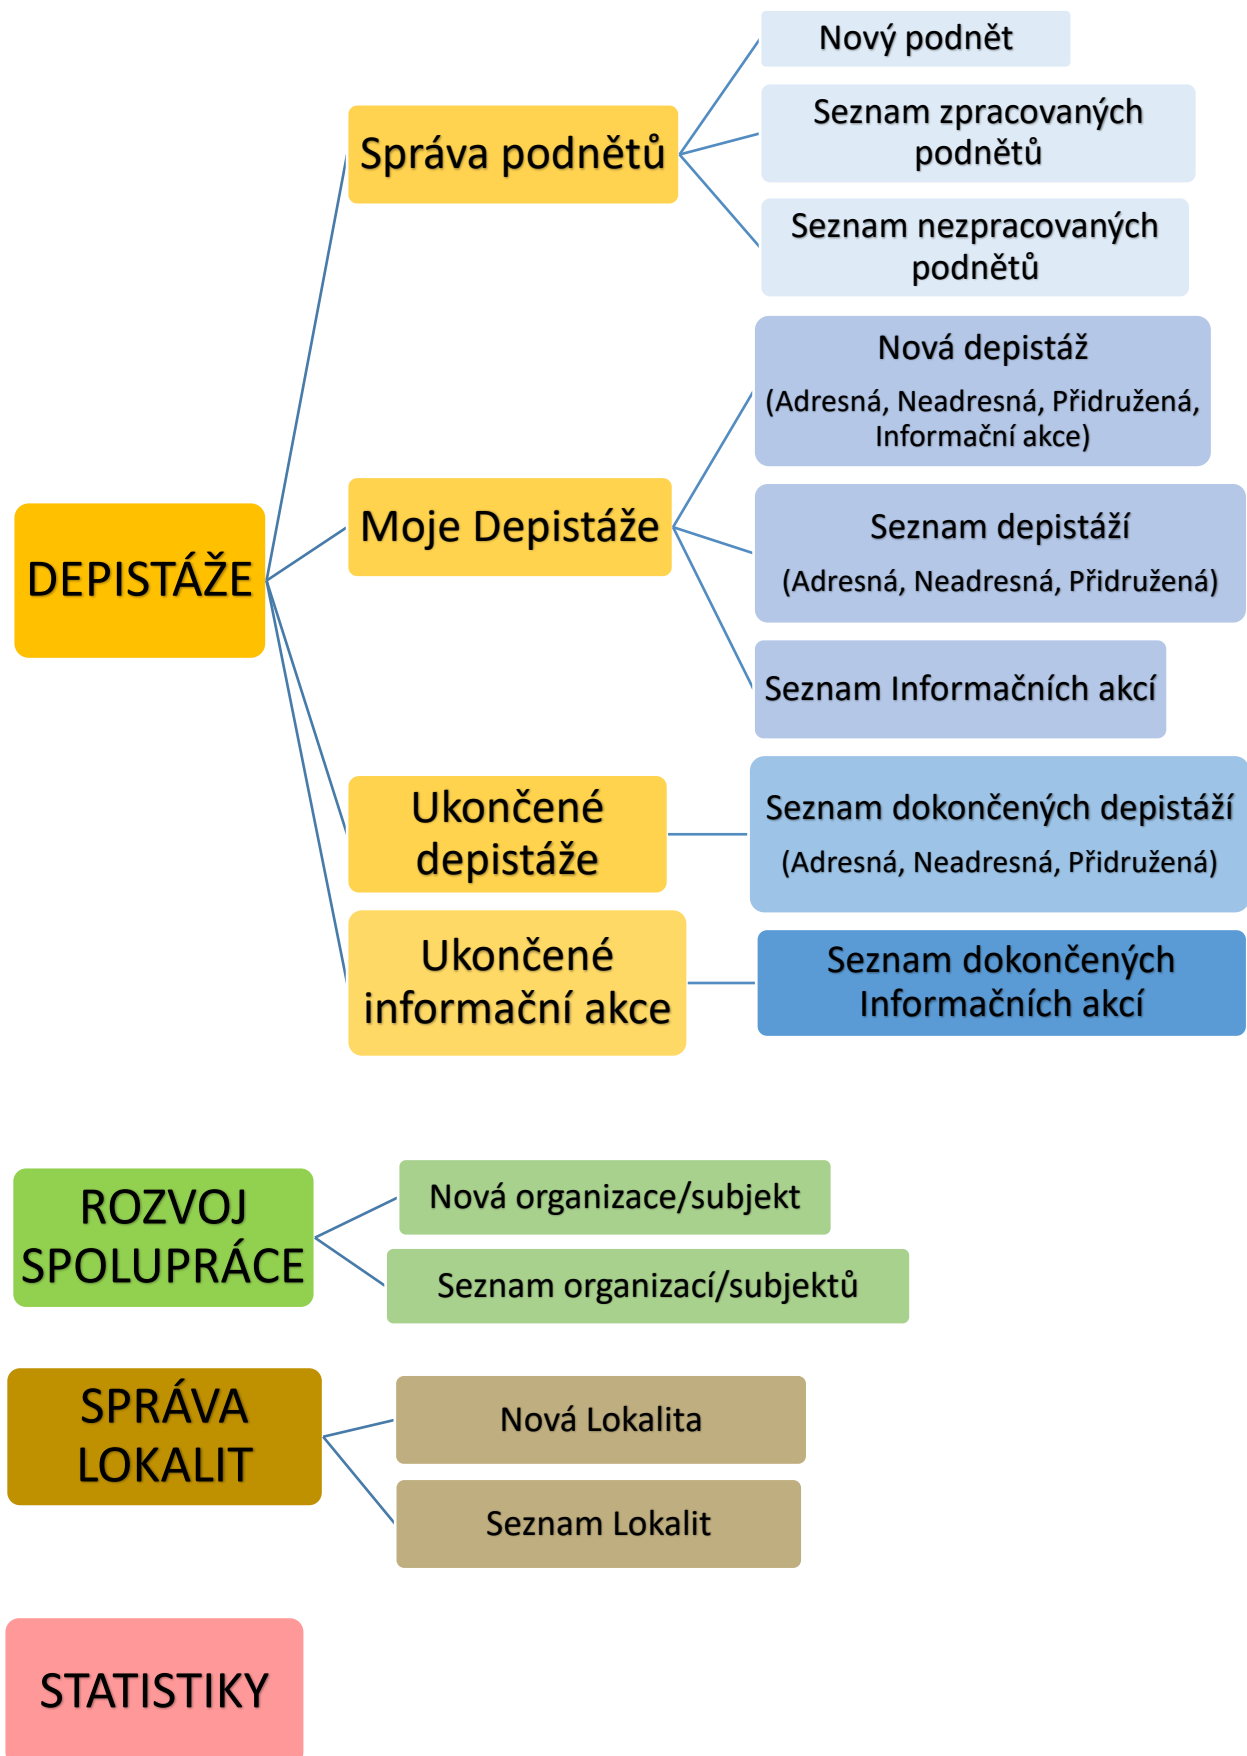 DEPISTÁŽE
Správa podnětů
Nový podnět
Seznam zpracovaných
podnětů
Seznam nezpracovaných
podnětů
Moje Depistáže
Nová depistáž
(Adresná, Neadresná, Přidružená,
Informační akce)
Seznam depistáží
(Adresná, Neadresná, Přidružená)
Seznam Informačních akcí
Ukončené
depistáže
Seznam dokončených depistáží
(Adresná, Neadresná, Přidružená)
Ukončené
informační akce
Seznam dokončených
Informačních akcí
ROZVOJ
SPOLUPRÁCE
Nová organizace/subjekt
Seznam organizací/subjektů
SPRÁVA
LOKALIT
Nová Lokalita
Seznam Lokalit
STATISTIKY